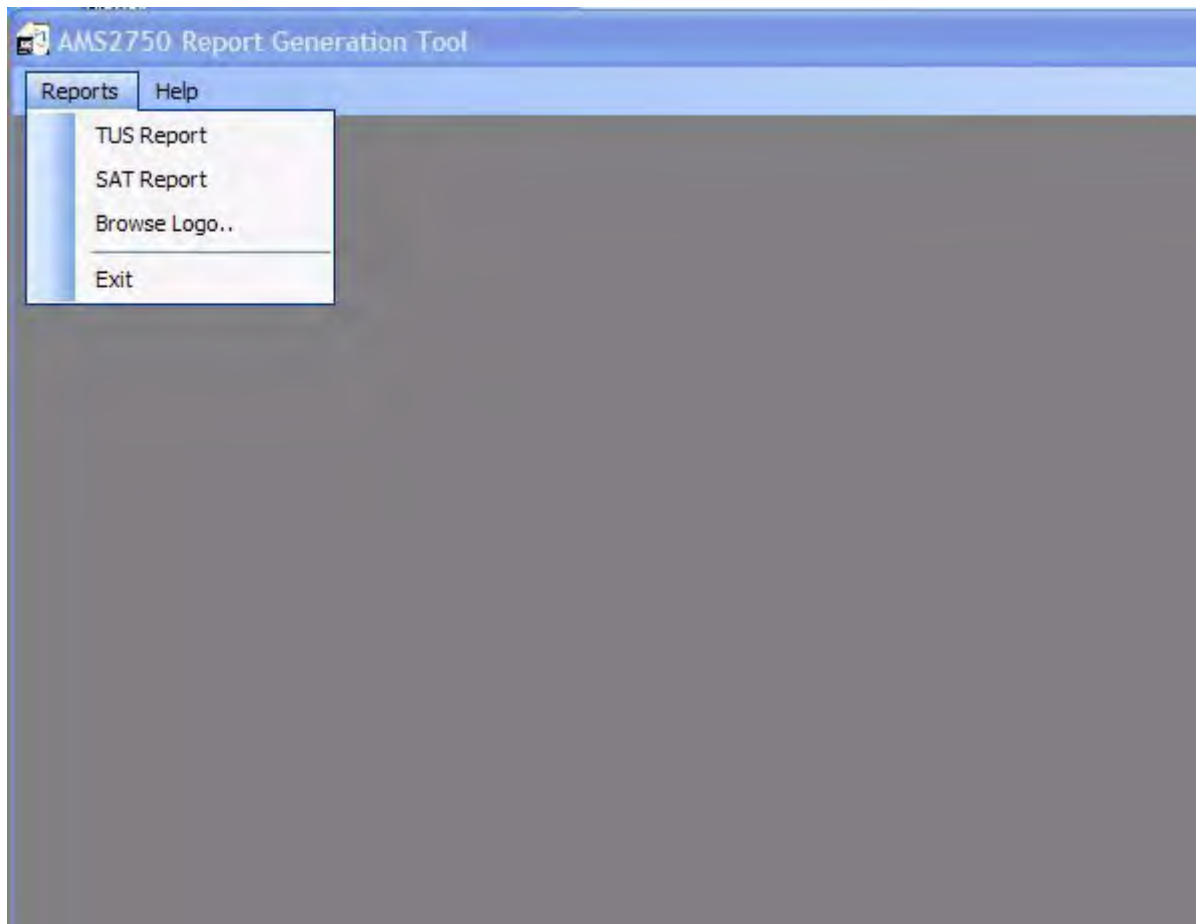 AMS2750 Report Generation Tool
Reports Help
TUS Report
SAT Report
Browse Logo..
Exit